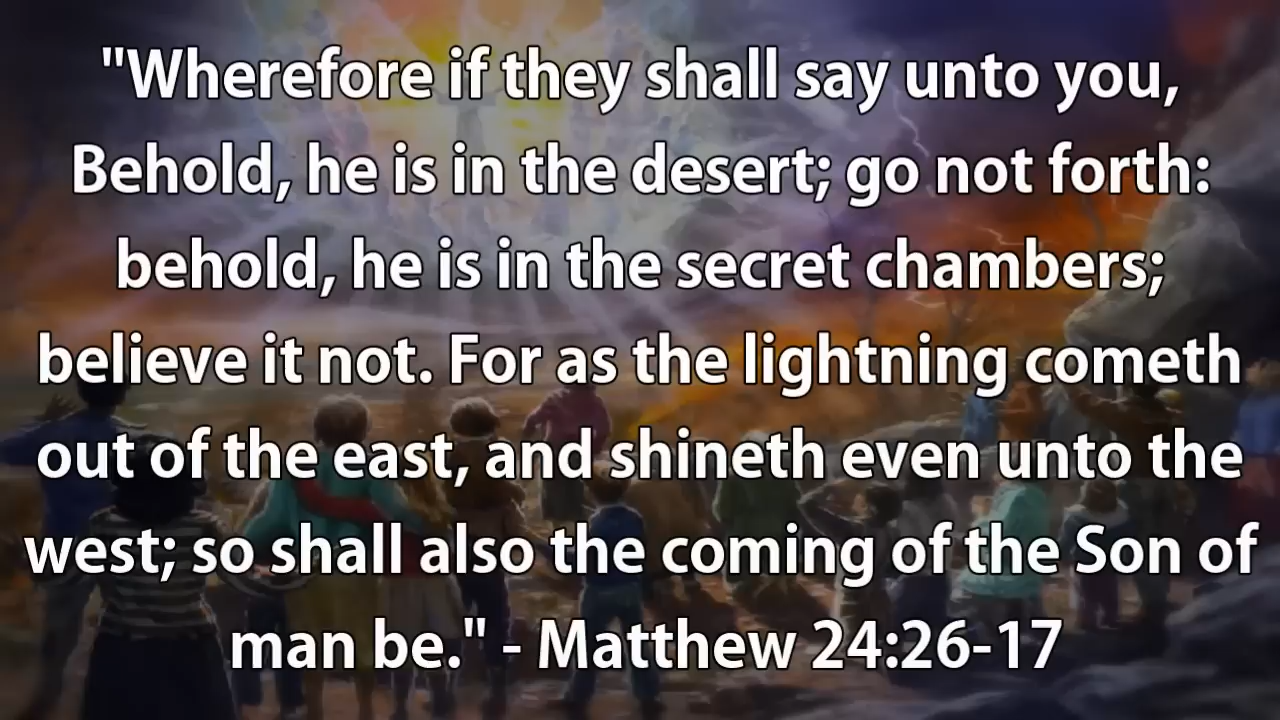 "Wherefore if they shall say unto you,
Behold, he is in the desert; go not forth:
behold, he is in the secret chambers;
believe it not. For as the lightning cometh
out of the east, and shineth even unto the
west; so shall also the coming of the Son of
man be." - Matthew 24:26-17